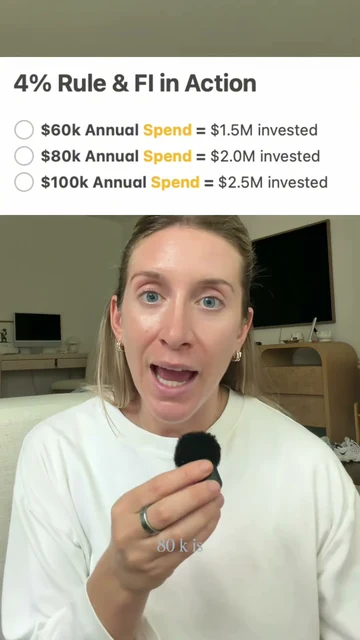 4% Rule & FI in Action
$60k Annual Spend = $1.5M invested
$80k Annual Spend = $2.0M invested
$100k Annual Spend = $2.5M invested
80 k is